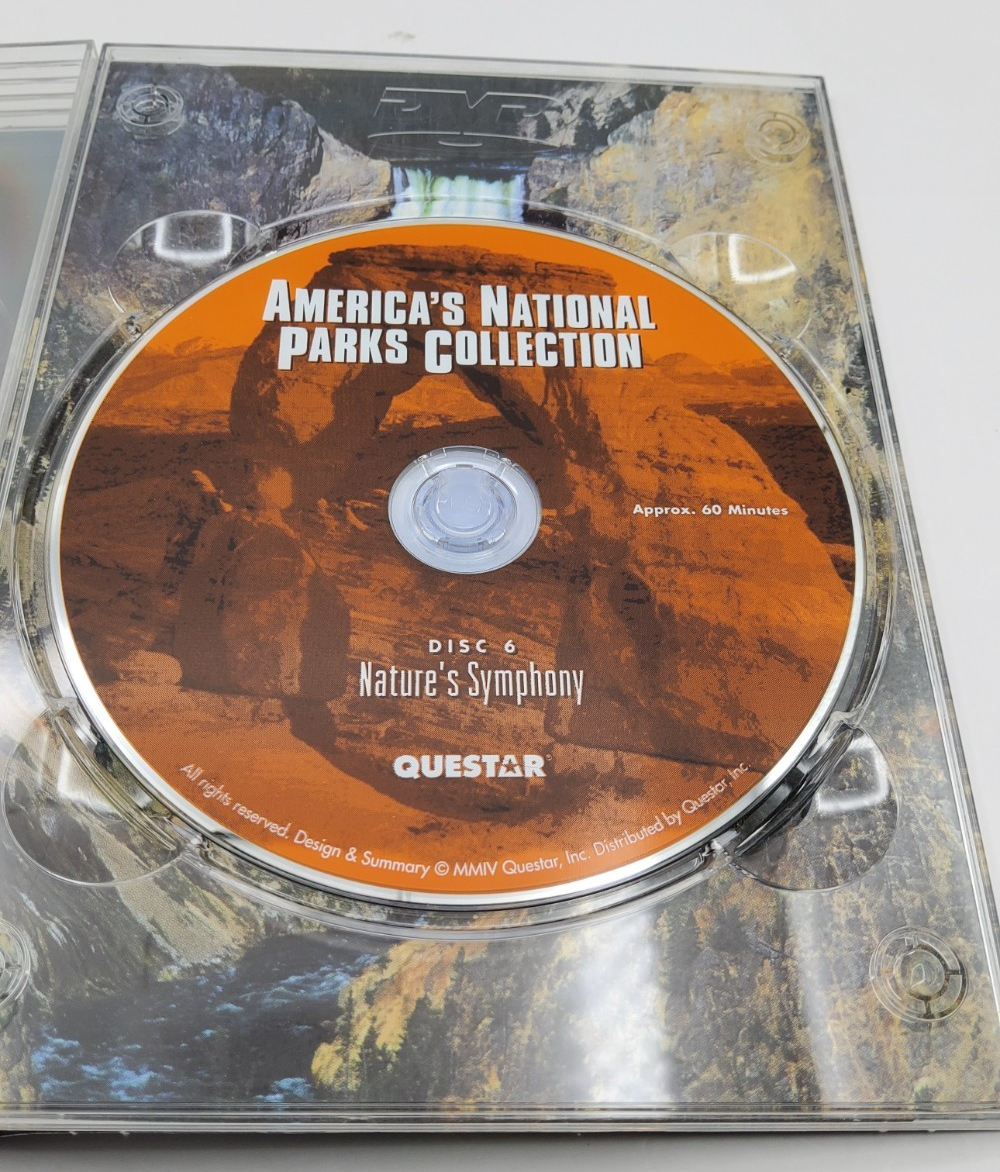 DVD
AMERICA'S NATIONAL
PARKS COLLECTION
Approx. 60 Minutes
DISC 6
Nature's Symphony
QUESTAR
All rights reserved. Design & Summary © MMIV Questar, Inc. Distributed by Questar, Inc.